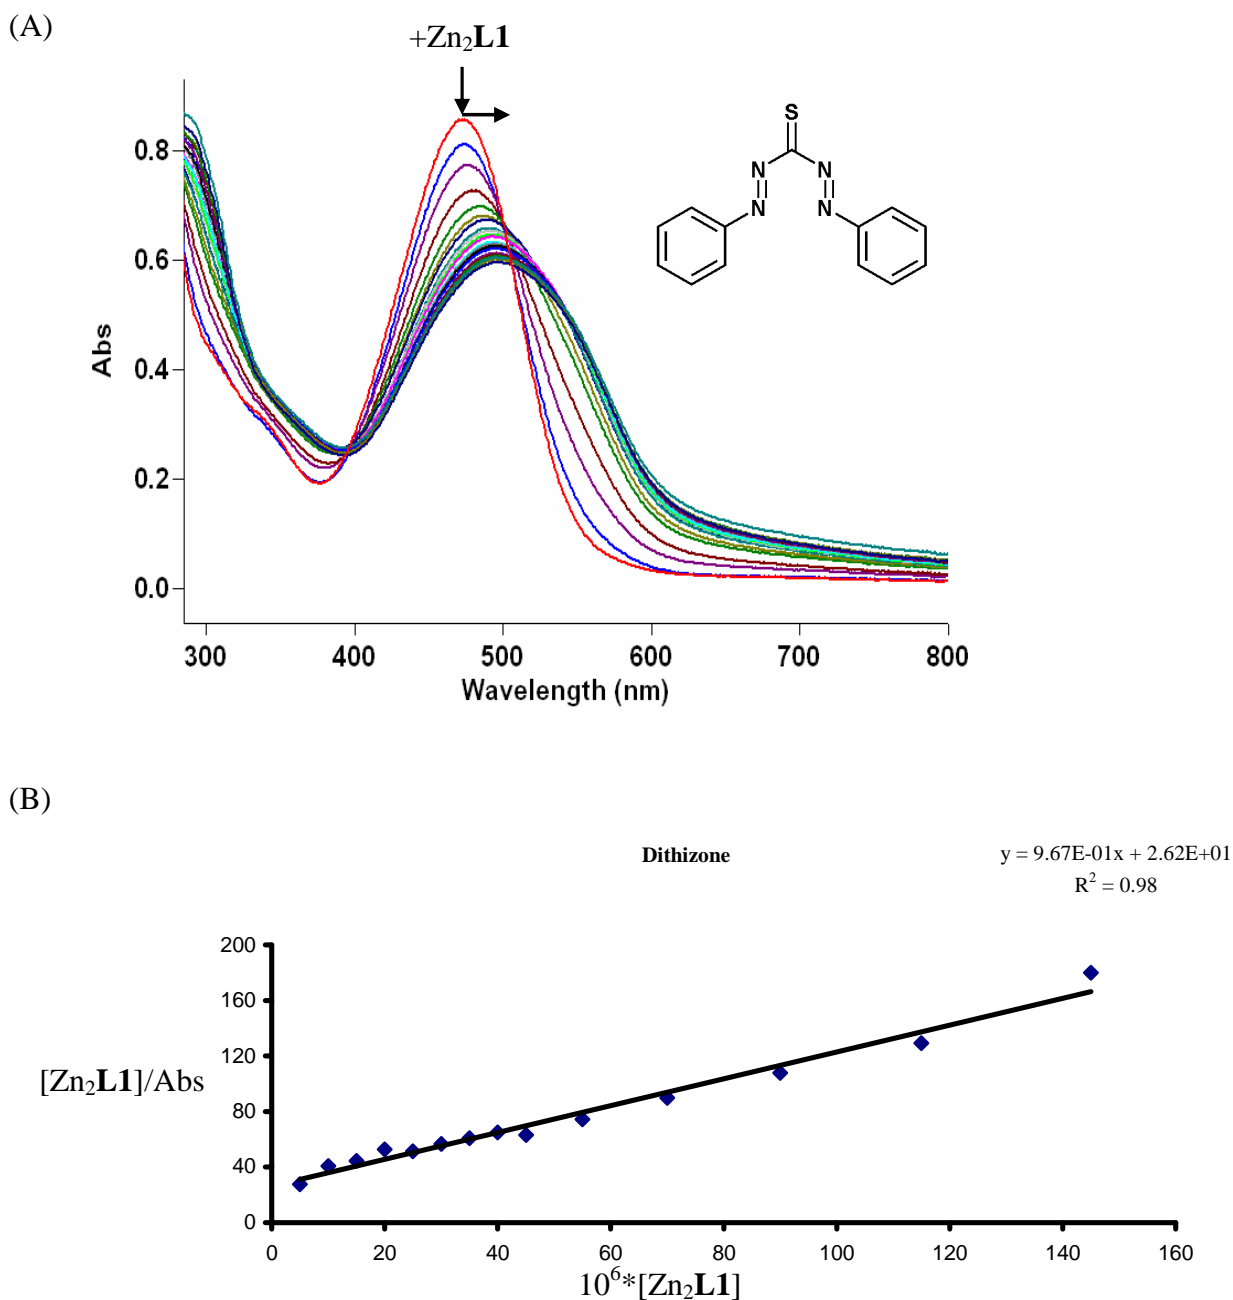 (A)
+Zn₂L1
S
N N
N N
0.8
0.6
0.4
0.2
0.0
Abs
300 400 500 600 700 800
Wavelength (nm)
(B)
Dithizone
y = 9.67E-01x + 2.62E+01
R² = 0.98
200
160
120
80
40
0
[Zn₂L1]/Abs
0 20 40 60 80 100 120 140 160
10⁶*[Zn₂L1]